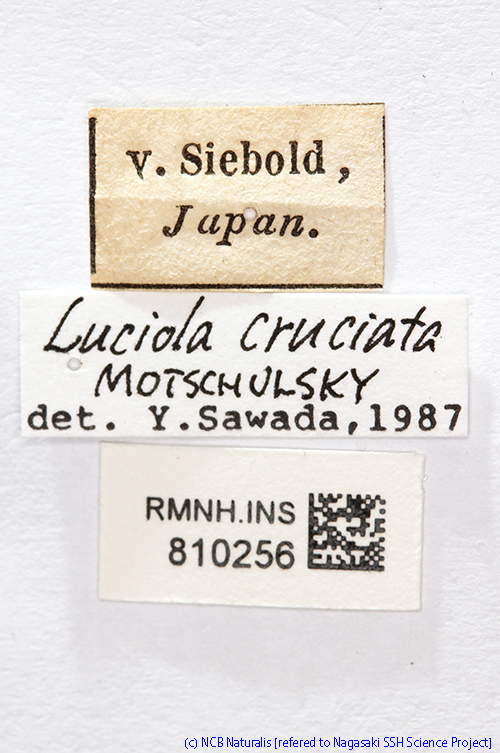 v. Siebold,
Japan.
Luciola cruciata
MOTSCHULSKY
det. Y.Sawada,1987
RMNH.INS
810256
(c) NCB Naturalis [refered to Nagasaki SSH Science Project]